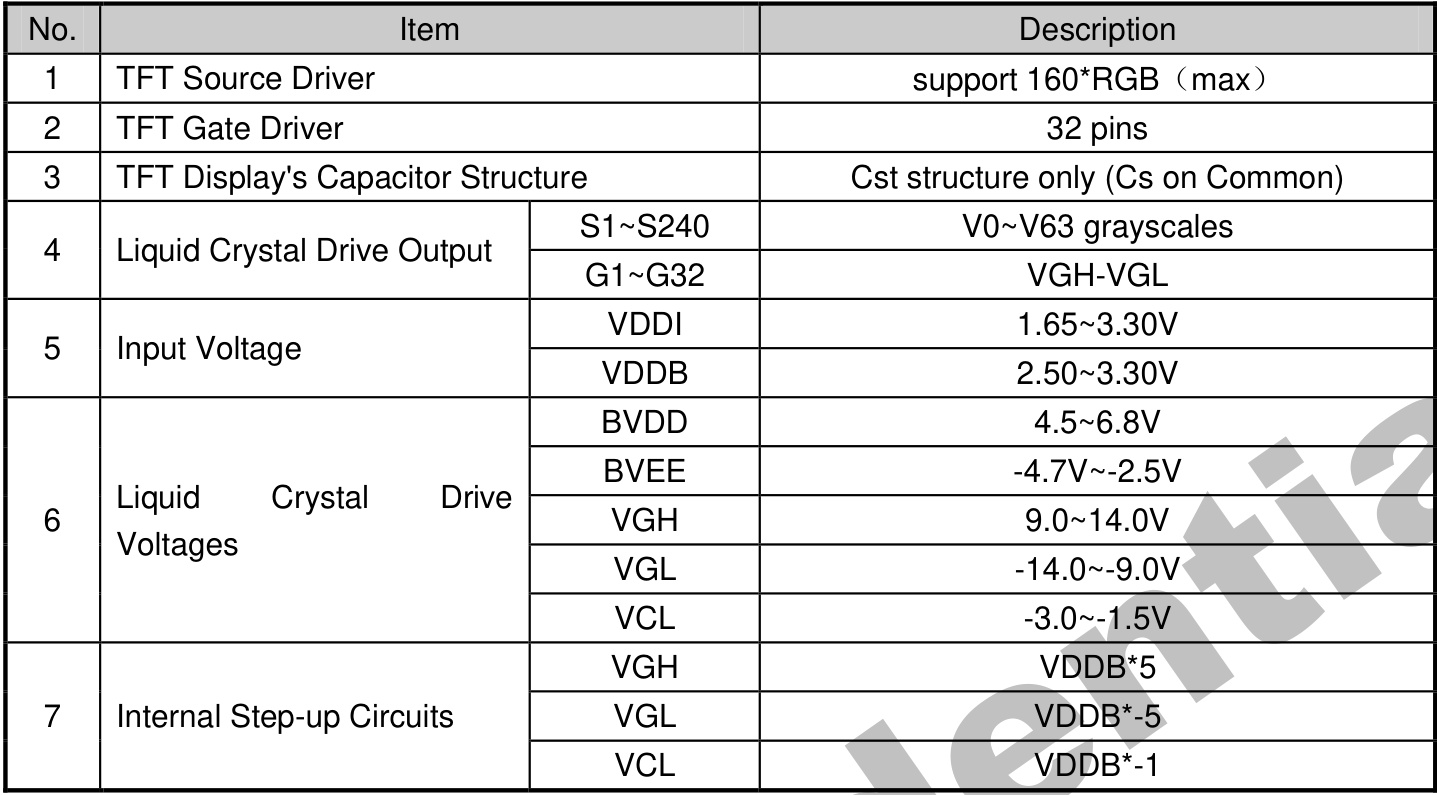 No. Item Description
1 TFT Source Driver support 160*RGB（max）
2 TFT Gate Driver 32 pins
3 TFT Display's Capacitor Structure Cst structure only (Cs on Common)
4 Liquid Crystal Drive Output S1~S240 V0~V63 grayscales
G1~G32 VGH-VGL
5 Input Voltage VDDI 1.65~3.30V
VDDB 2.50~3.30V
6 Liquid Crystal Drive
Voltages
BVDD 4.5~6.8V
BVEE -4.7V~-2.5V
VGH 9.0~14.0V
VGL -14.0~-9.0V
VCL -3.0~-1.5V
7 Internal Step-up Circuits VGH VDDB*5
VGL VDDB*-5
VCL VDDB*-1
dentia